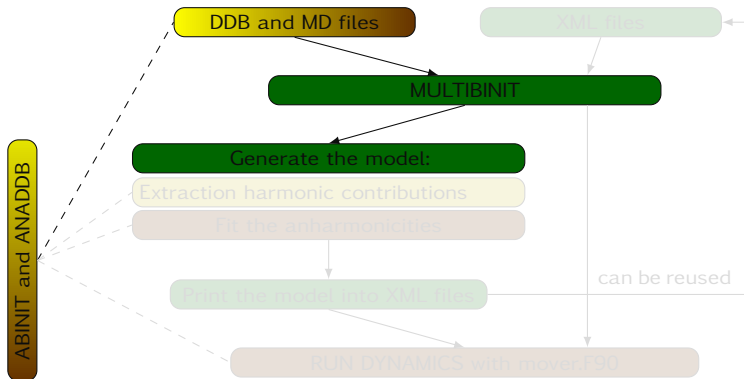 DDB and MD files
XML files
MULTIBINIT
Generate the model:
Extraction harmonic contributions
Fit the anharmonicities
ABINIT and ANADDB
can be reused
Print the model Into XML files
RUN DYNAMICS with mover.F90